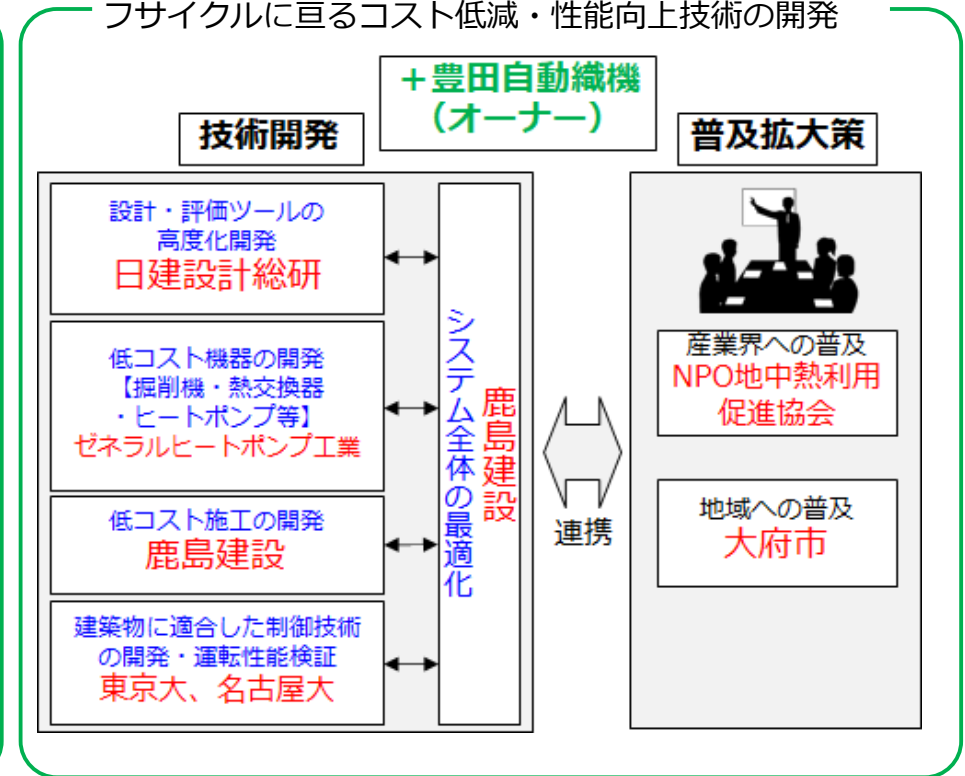 フサイクルに亘るコスト低減・性能向上技術の開発
＋豊田自動織機
（オーナー）
技術開発
普及拡大策
設計・評価ツールの
高度化開発
日建設計総研
低コスト機器の開発
【掘削機・熱交換器
・ヒートポンプ等】
ゼネラルヒートポンプ工業
低コスト施工の開発
鹿島建設
建築物に適合した制御技術
の開発・運転性能検証
東京大、名古屋大
システム全体の最適化
鹿島建設
連携
産業界への普及
NPO地中熱利用
促進協会
地域への普及
大府市